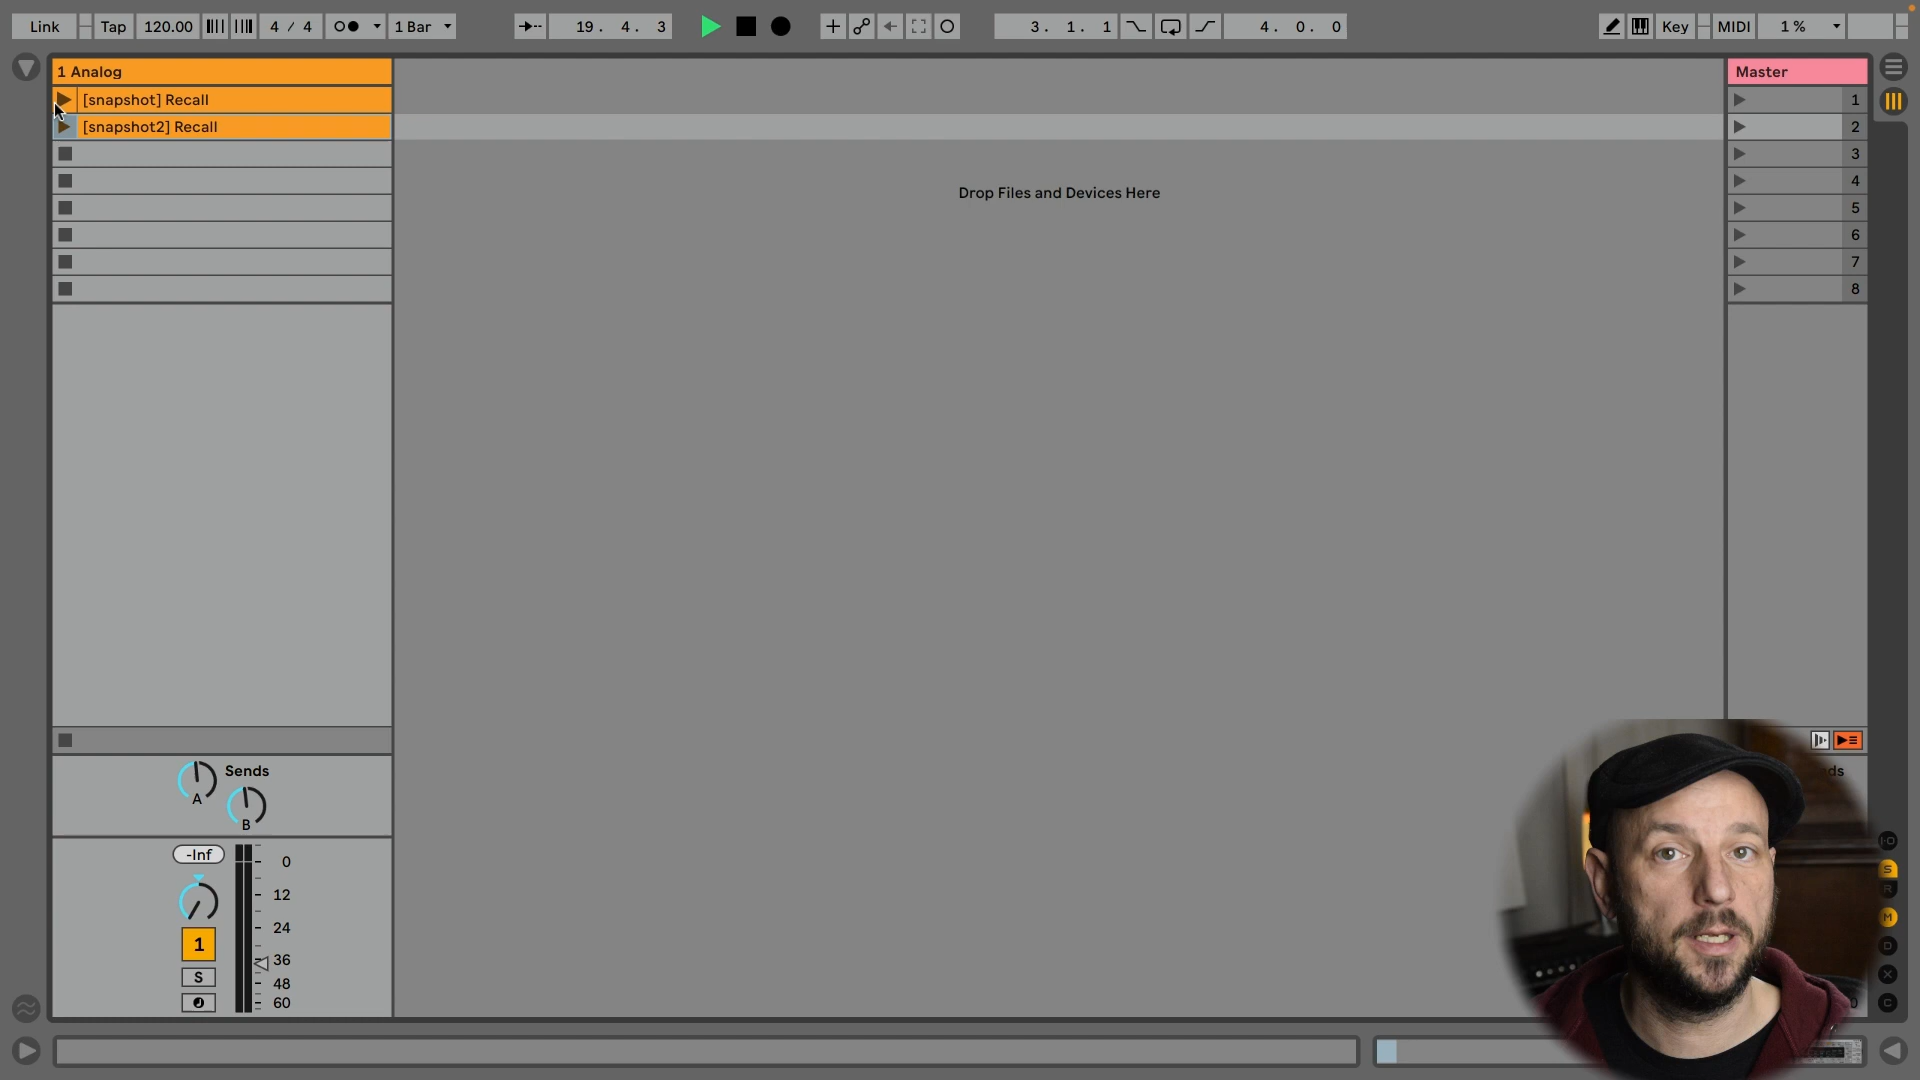 Link Tap 120.00 4 / 4 1 Bar 19. 4. 3 3. 1. 1 4. 0. 0 Key MIDI 1 %
1 Analog Master
[snapshot] Recall 1
[snapshot2] Recall 2
3
4
Drop Files and Devices Here
5
6
7
8
Sends
A
B
-Inf
0
12
24
1
36
S
48
60
S
R
M
D
X
C